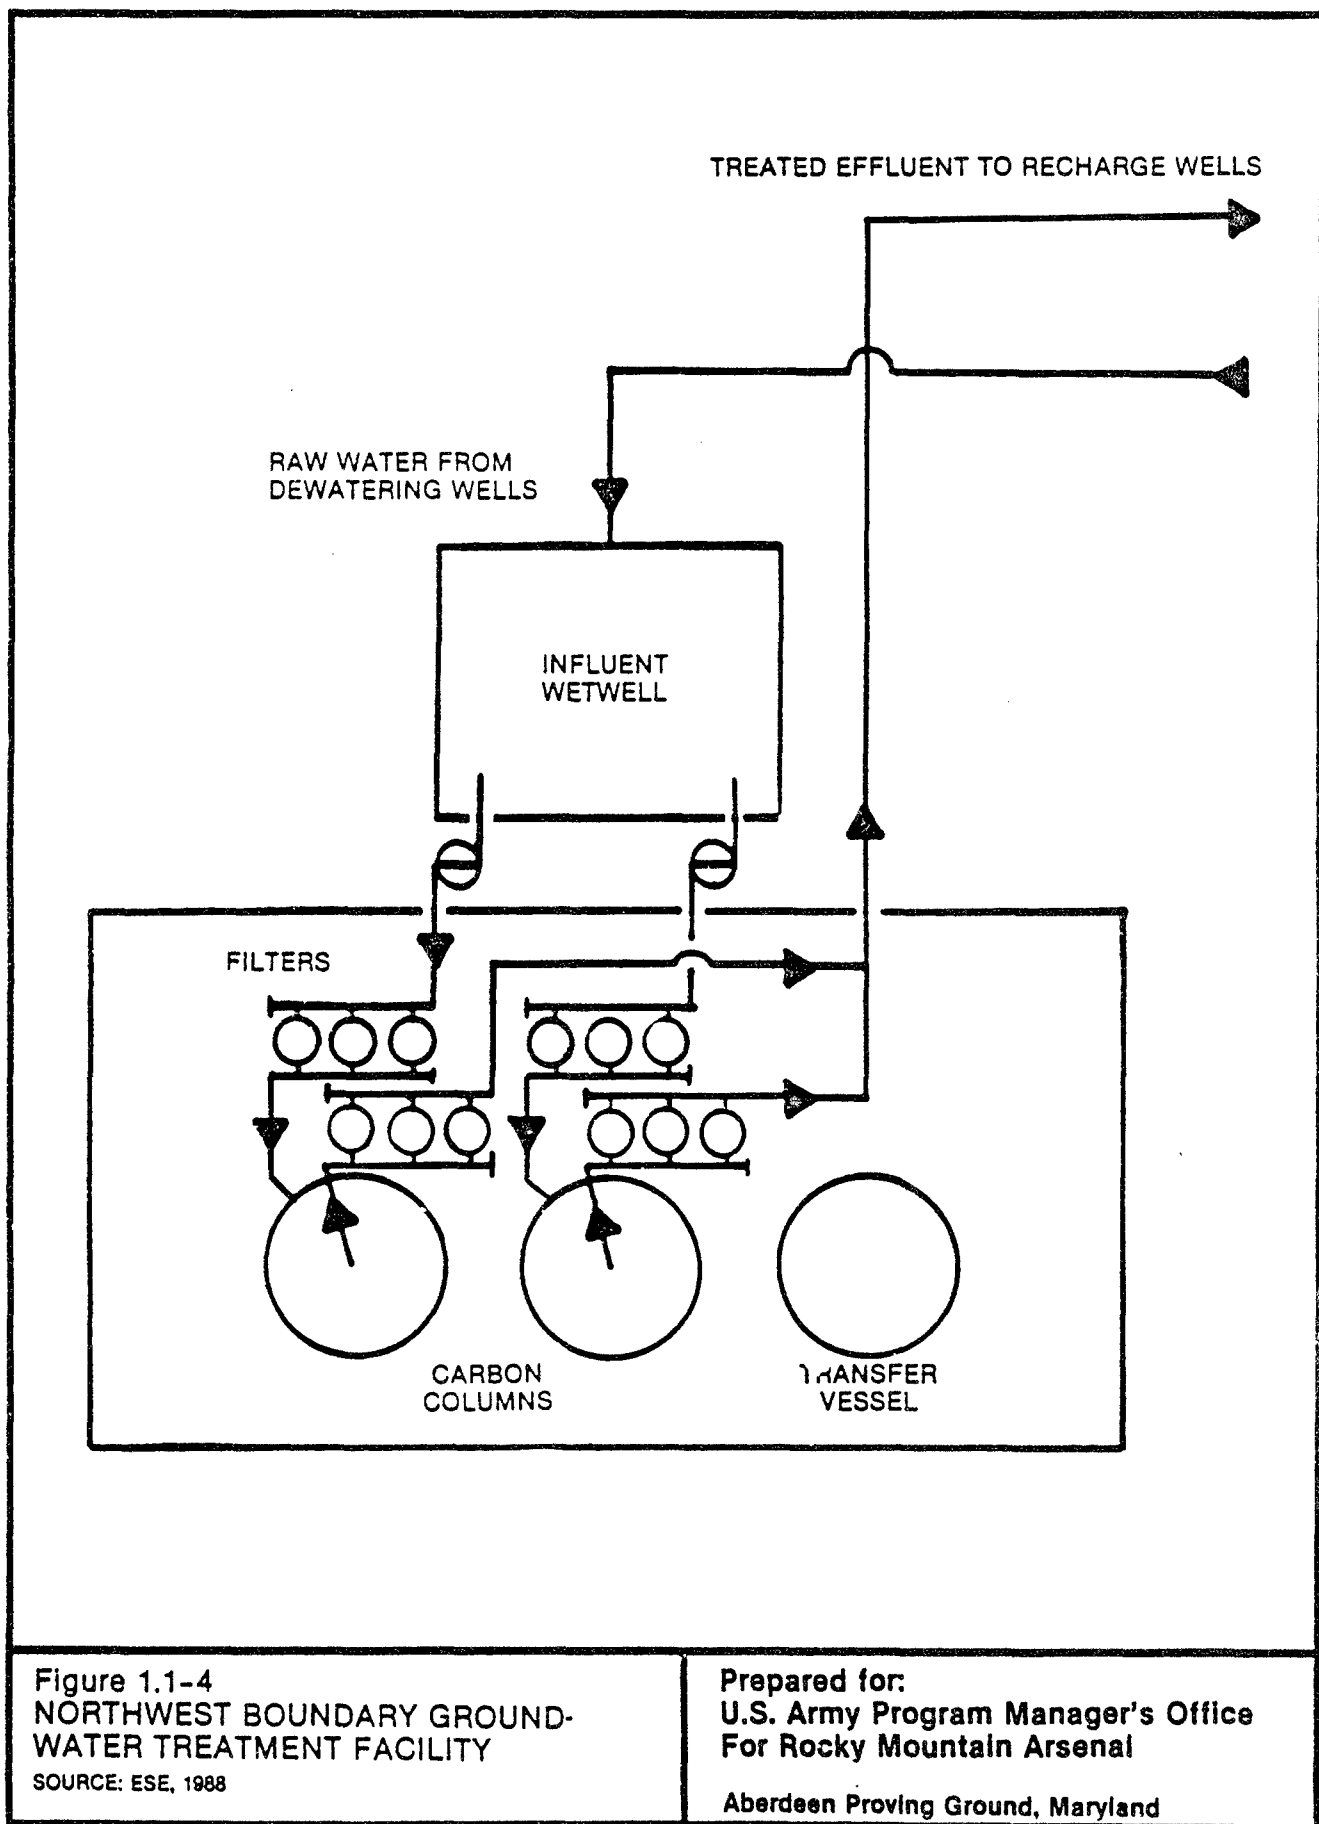 TREATED EFFLUENT TO RECHARGE WELLS
RAW WATER FROM
DEWATERING WELLS
INFLUENT
WETWELL
FILTERS
CARBON
COLUMNS
TRANSFER
VESSEL
Figure 1.1-4
NORTHWEST BOUNDARY GROUND-
WATER TREATMENT FACILITY
SOURCE: ESE, 1988
Prepared for:
U.S. Army Program Manager's Office
For Rocky Mountain Arsenal
Aberdeen Proving Ground, Maryland